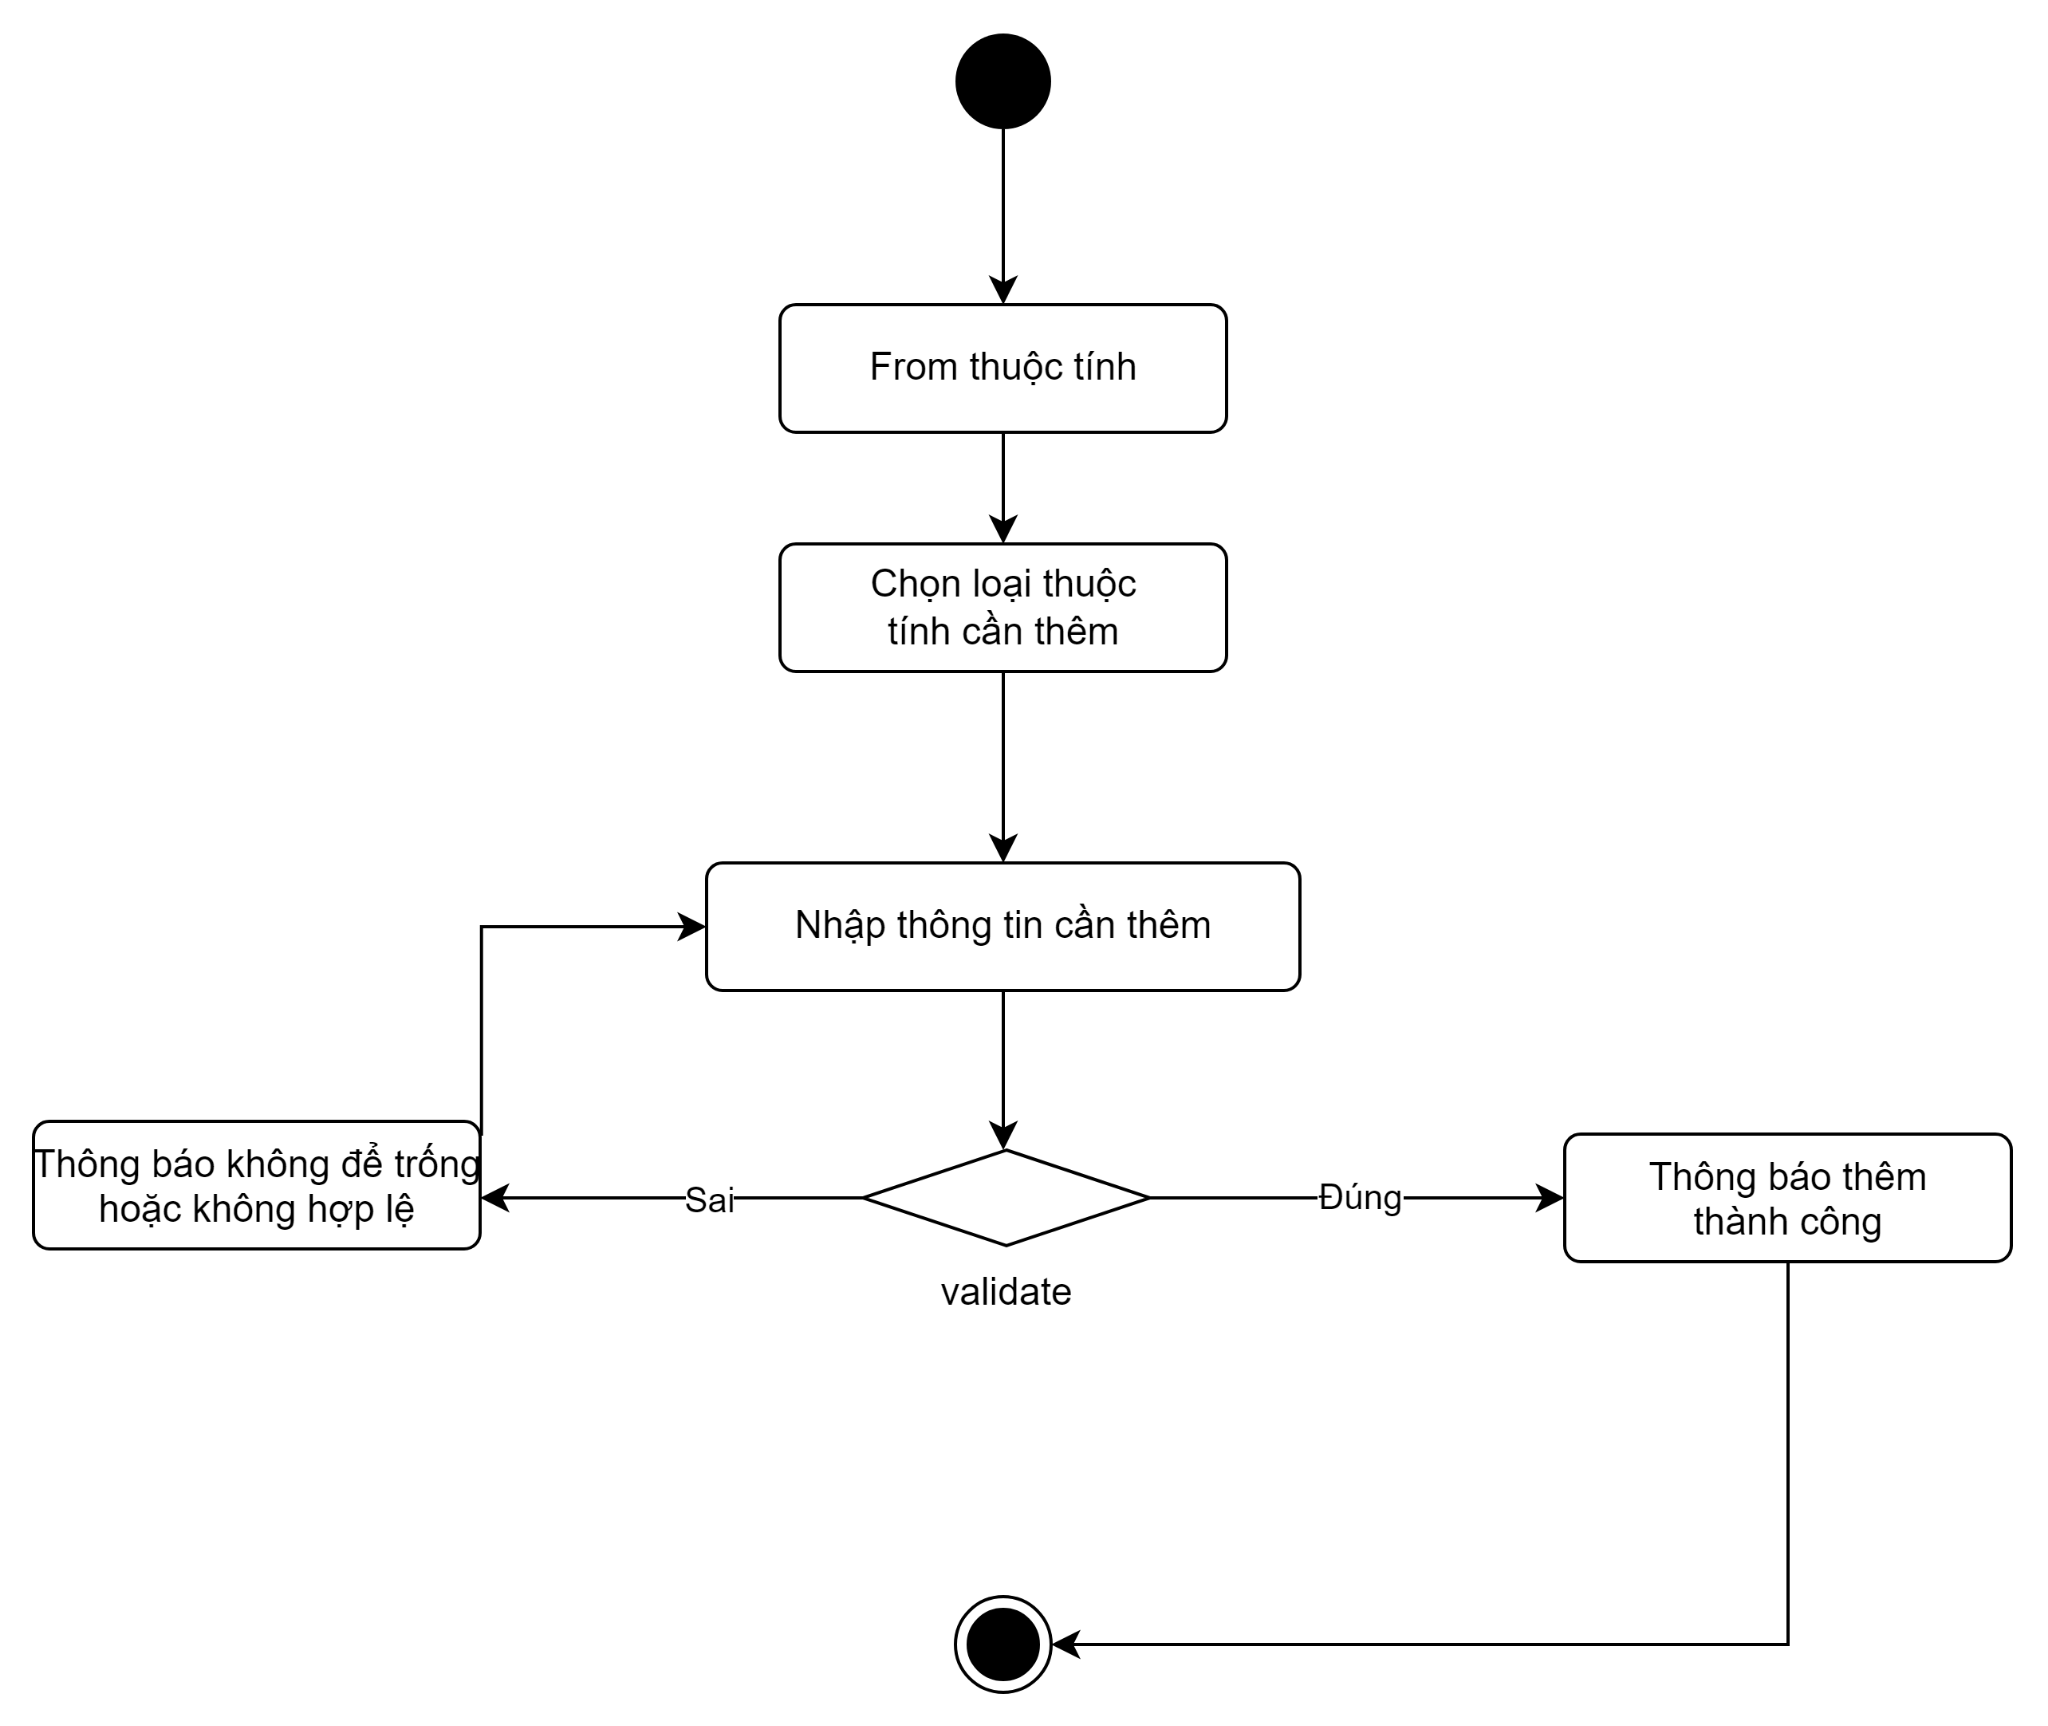 From thuộc tính
Chọn loại thuộc
tính cần thêm
Nhập thông tin cần thêm
Thông báo không để trống
hoặc không hợp lệ
Sai
Đúng
Thông báo thêm
thành công
validate